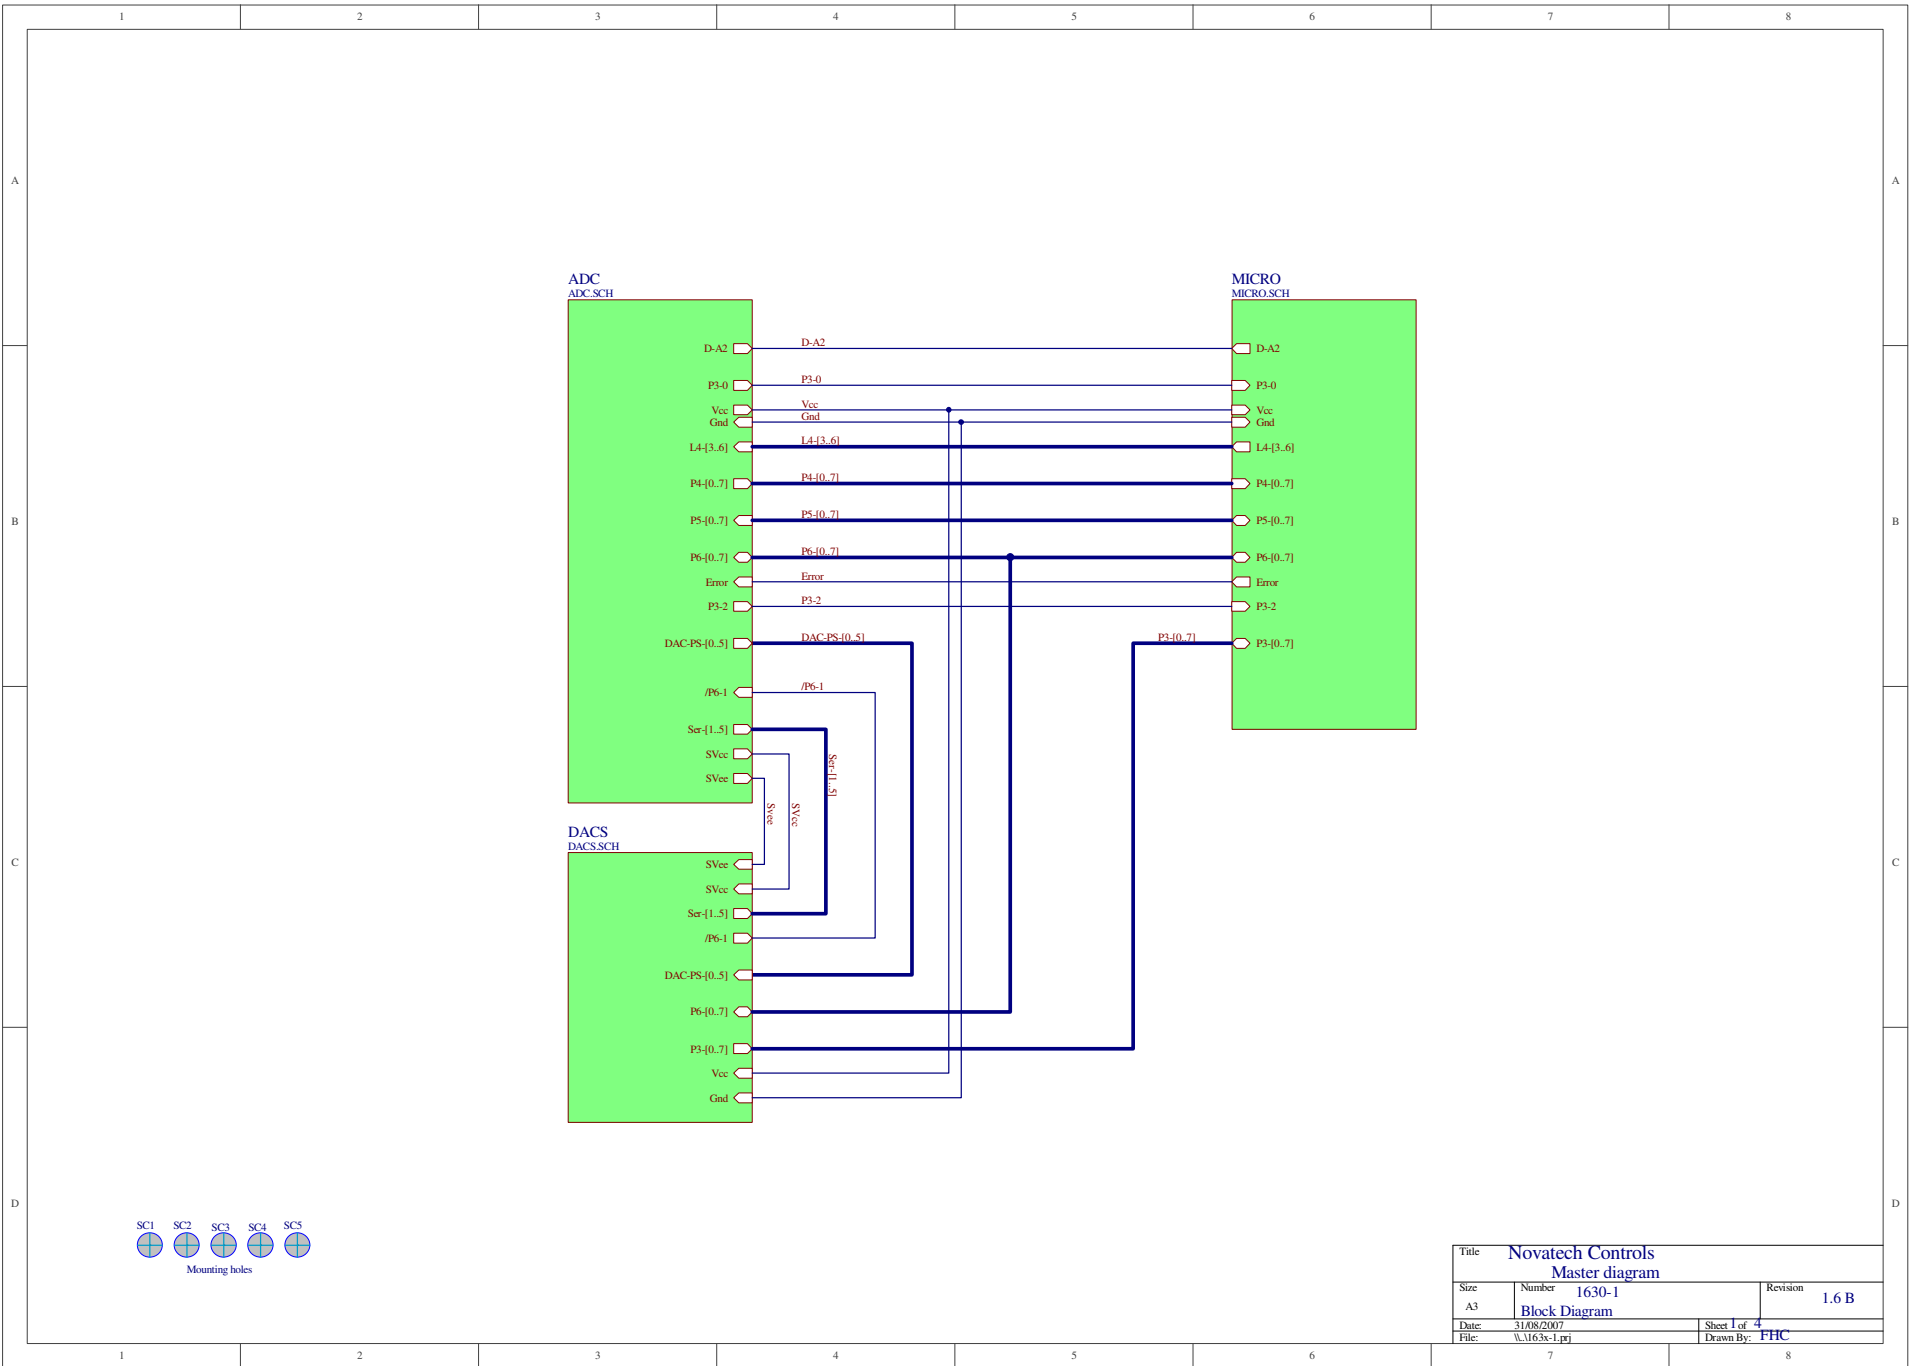 1 2 3 4 5 6 7 8
A A
ADC MICRO
ADC.SCH MICRO.SCH
D-A2 D-A2 D-A2
P3-0 P3-0 P3-0
Vcc Vcc Vcc
Gnd Gnd Gnd
L4-[3..6] L4-[3..6] L4-[3..6]
P4-[0..7] P4-[0..7] P4-[0..7]
B P5-[0..7] P5-[0..7] P5-[0..7] B
P6-[0..7] P6-[0..7] P6-[0..7]
Error Error Error
P3-2 P3-2 P3-2
DAC-PS-[0..5] DAC-PS-[0..5] P3-[0..7] P3-[0..7]
/P6-1 /P6-1
Ser-[1..5]
SVcc
SVee
Ser-[1..5]
Svee
SVcc
DACS
DACS.SCH
C SVee C
SVcc
Ser-[1..5]
/P6-1
DAC-PS-[0..5]
P6-[0..7]
P3-[0..7]
Vcc
Gnd
D D
SC1 SC2 SC3 SC4 SC5
Mounting holes
Title Novatech Controls
Master diagram
Size Number 1630-1 Revision
A3 Block Diagram 1.6 B
Date: 31/08/2007 Sheet 1 of 4
File: \\..\163x-1.prj Drawn By: FHC
1 2 3 4 5 6 7 8